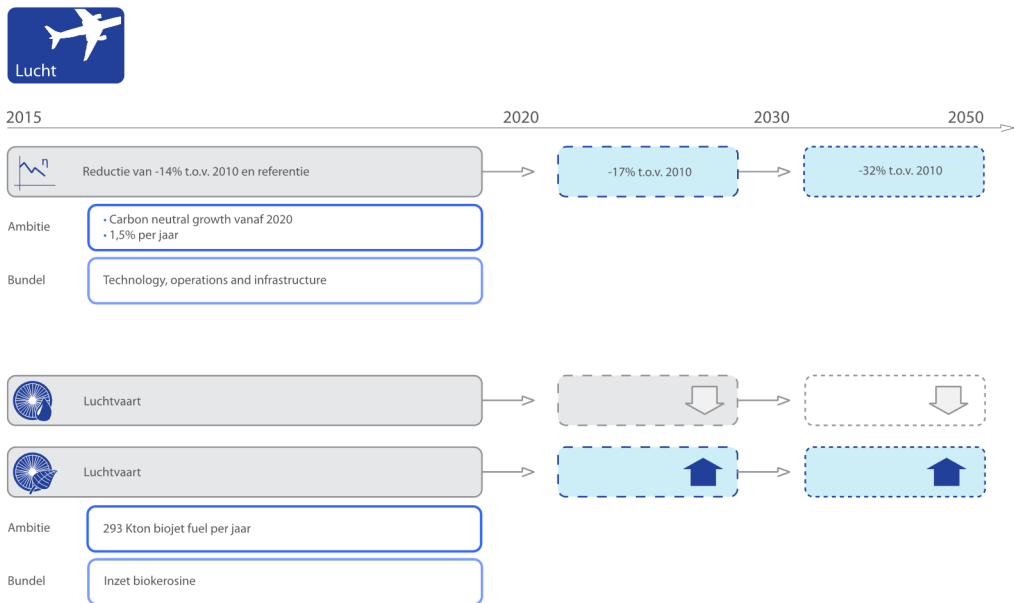 Lucht
2015 2020 2030 2050
η
Reductie van -14% t.o.v. 2010 en referentie
-17% t.o.v. 2010
-32% t.o.v. 2010
Ambitie
• Carbon neutral growth vanaf 2020
• 1,5% per jaar
Bundel
Technology, operations and infrastructure
Luchtvaart
Luchtvaart
Ambitie
293 Kton biojet fuel per jaar
Bundel
Inzet biokerosine